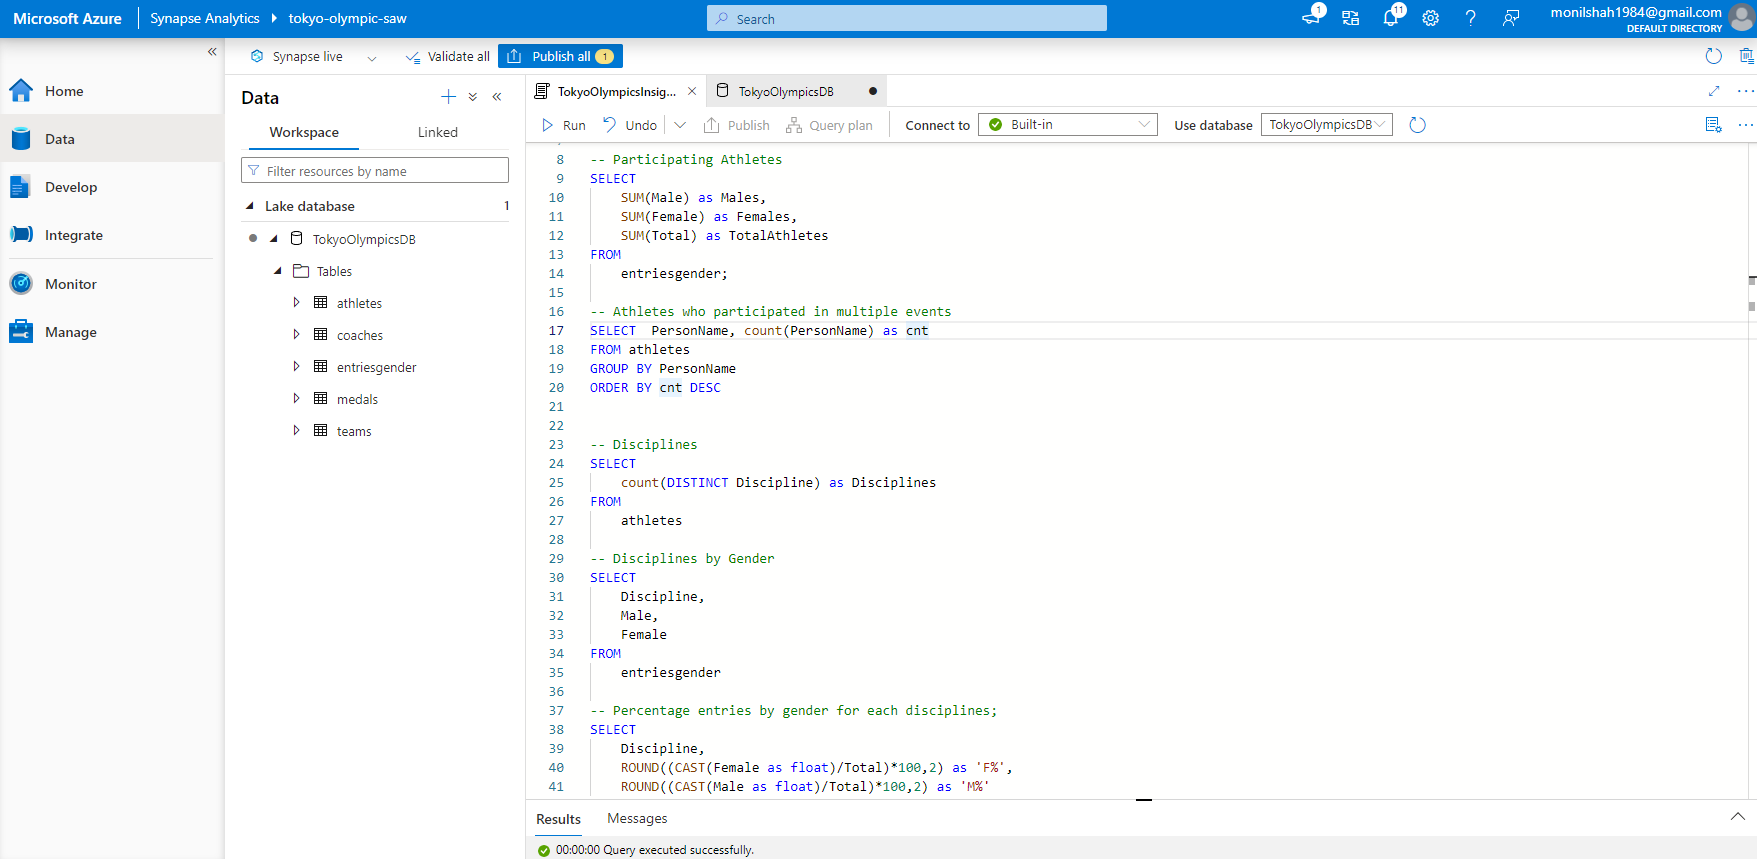 Microsoft Azure
Synapse Analytics
tokyo-olympic-saw
Search
1
11
?
monilshah1984@gmail.com
DEFAULT DIRECTORY
Synapse live
Validate all
Publish all 1
Home
Data
Develop
Integrate
Monitor
Manage
Data
Workspace
Linked
Filter resources by name
Lake database 1
TokyoOlympicsDB
Tables
athletes
coaches
entriesgender
medals
teams
TokyoOlympicsInsig...
TokyoOlympicsDB
Run
Undo
Publish
Query plan
Connect to
Built-in
Use database
TokyoOlympicsDB
8 -- Participating Athletes
9 SELECT
10 SUM(Male) as Males,
11 SUM(Female) as Females,
12 SUM(Total) as TotalAthletes
13 FROM
14 entriesgender;
15
16 -- Athletes who participated in multiple events
17 SELECT  PersonName, count(PersonName) as cnt
18 FROM athletes
19 GROUP BY PersonName
20 ORDER BY cnt DESC
21
22
23 -- Disciplines
24 SELECT
25 count(DISTINCT Discipline) as Disciplines
26 FROM
27 athletes
28
29 -- Disciplines by Gender
30 SELECT
31 Discipline,
32 Male,
33 Female
34 FROM
35 entriesgender
36
37 -- Percentage entries by gender for each disciplines;
38 SELECT
39 Discipline,
40 ROUND((CAST(Female as float)/Total)*100,2) as 'F%',
41 ROUND((CAST(Male as float)/Total)*100,2) as 'M%'
Results
Messages
00:00:00 Query executed successfully.